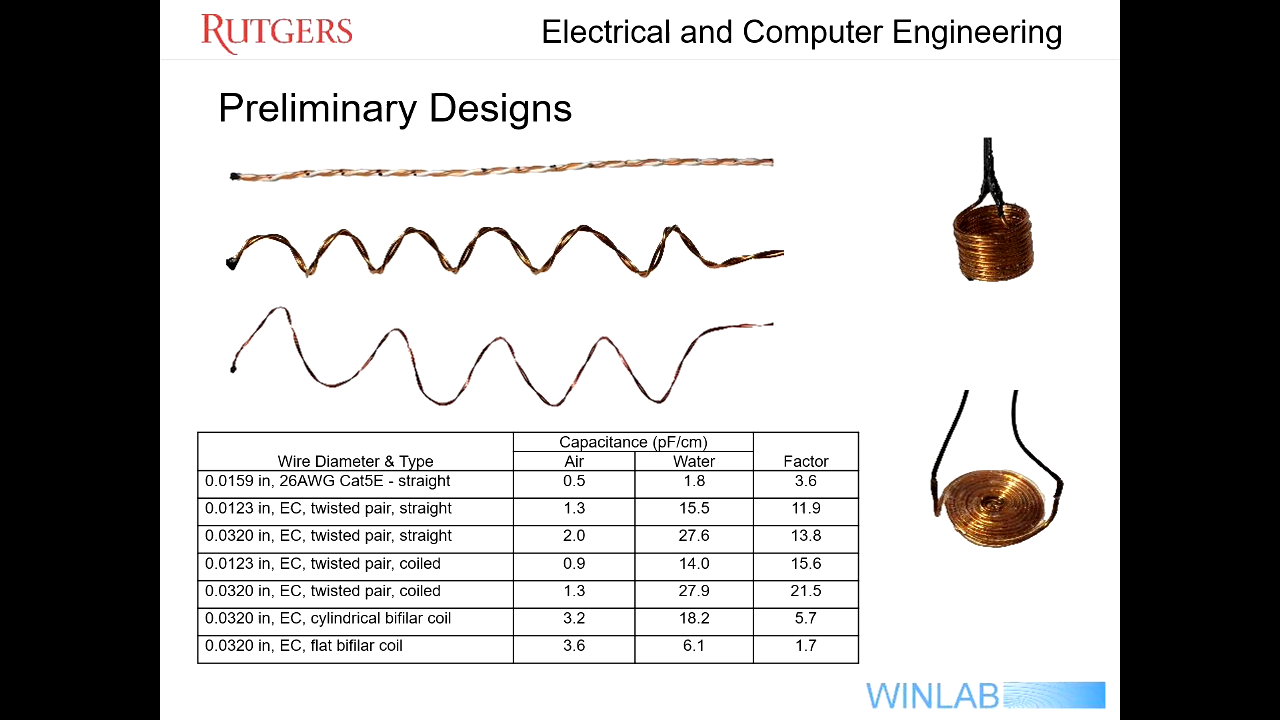 RUTGERS
Electrical and Computer Engineering
Preliminary Designs
Capacitance (pF/cm)
Wire Diameter & Type Air Water Factor
0.0159 in, 26AWG Cat5E - straight 0.5 1.8 3.6
0.0123 in, EC, twisted pair, straight 1.3 15.5 11.9
0.0320 in, EC, twisted pair, straight 2.0 27.6 13.8
0.0123 in, EC, twisted pair, coiled 0.9 14.0 15.6
0.0320 in, EC, twisted pair, coiled 1.3 27.9 21.5
0.0320 in, EC, cylindrical bifilar coil 3.2 18.2 5.7
0.0320 in, EC, flat bifilar coil 3.6 6.1 1.7
WINLAB